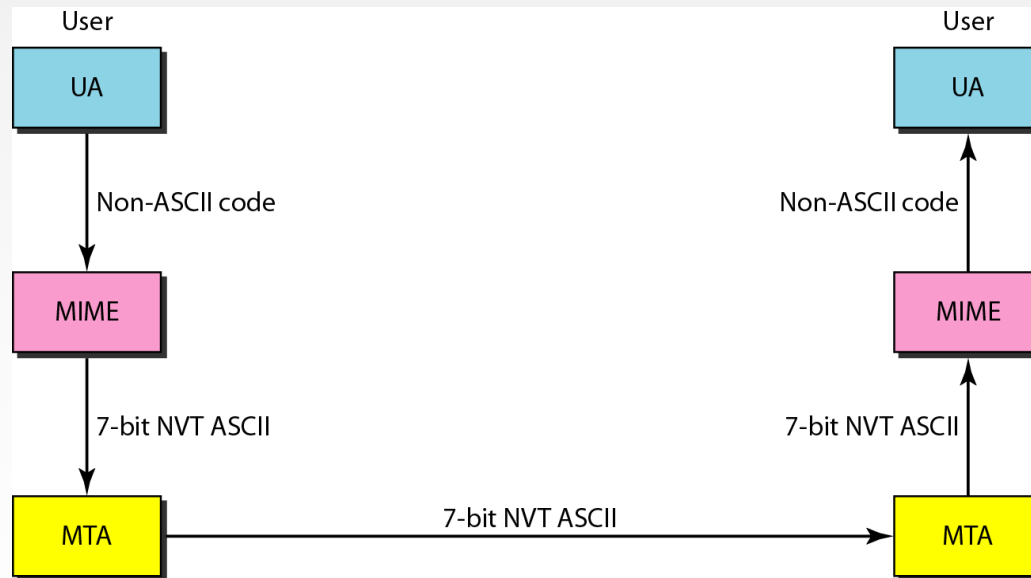 User
User
UA
UA
Non-ASCII code
Non-ASCII code
MIME
MIME
7-bit NVT ASCII
7-bit NVT ASCII
7-bit NVT ASCII
MTA
MTA